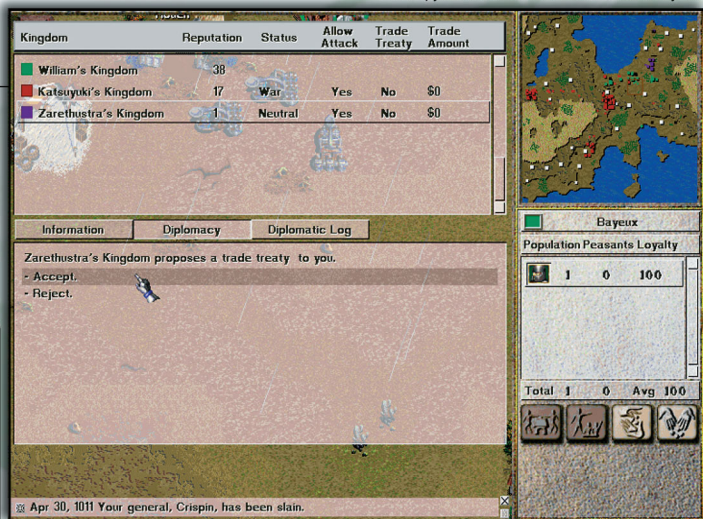 Kingdom Reputation Status Allow Attack Trade Treaty Trade Amount
William's Kingdom 38
Katsuyuki's Kingdom 17 War Yes No $0
Zarethustra's Kingdom 1 Neutral Yes No $0
Information Diplomacy Diplomatic Log
Zarethustra's Kingdom proposes a trade treaty to you.
- Accept.
- Reject.
Bayeux
Population Peasants Loyalty
1 0 100
Total 1 0 Avg 100
Apr 30, 1011 Your general, Crispin, has been slain.